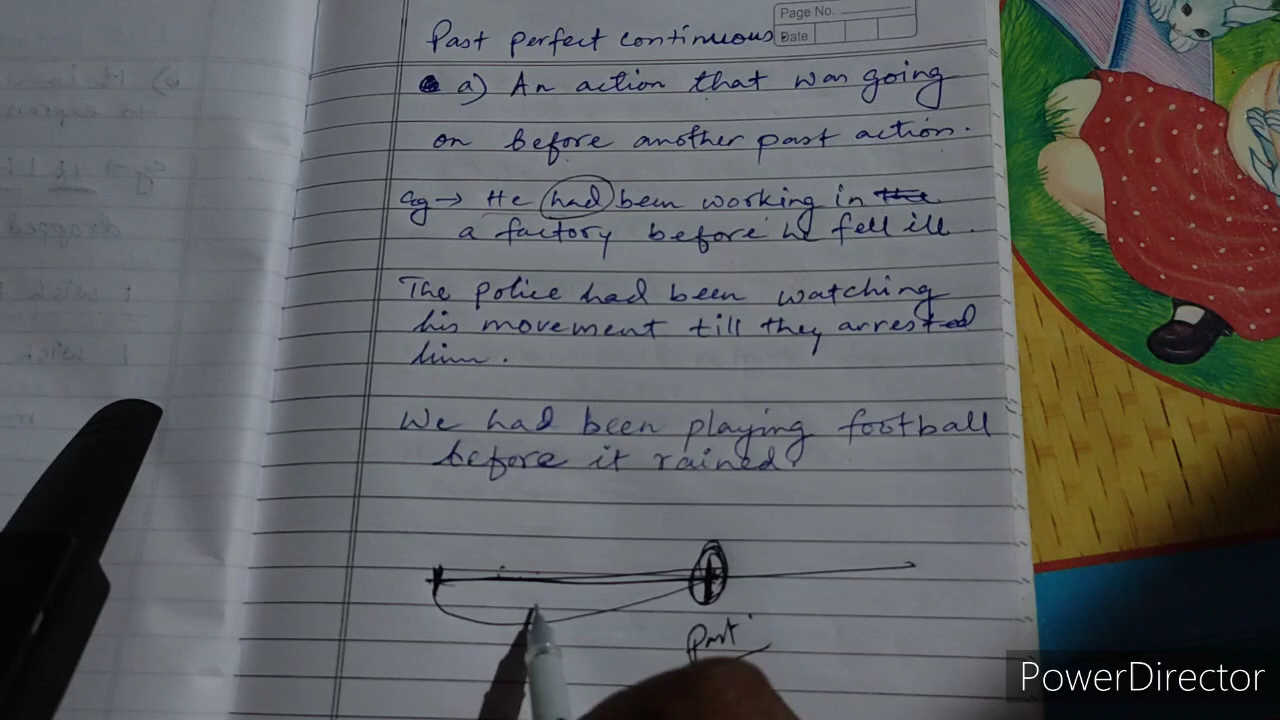 Page No.
Date
Past perfect continuous
a) An action that was going
on before another past action.
eg → He had been working in the
a factory before he fell ill.
The police had been watching
his movement till they arrested
him.
We had been playing football
before it rained.
Past
PowerDirector